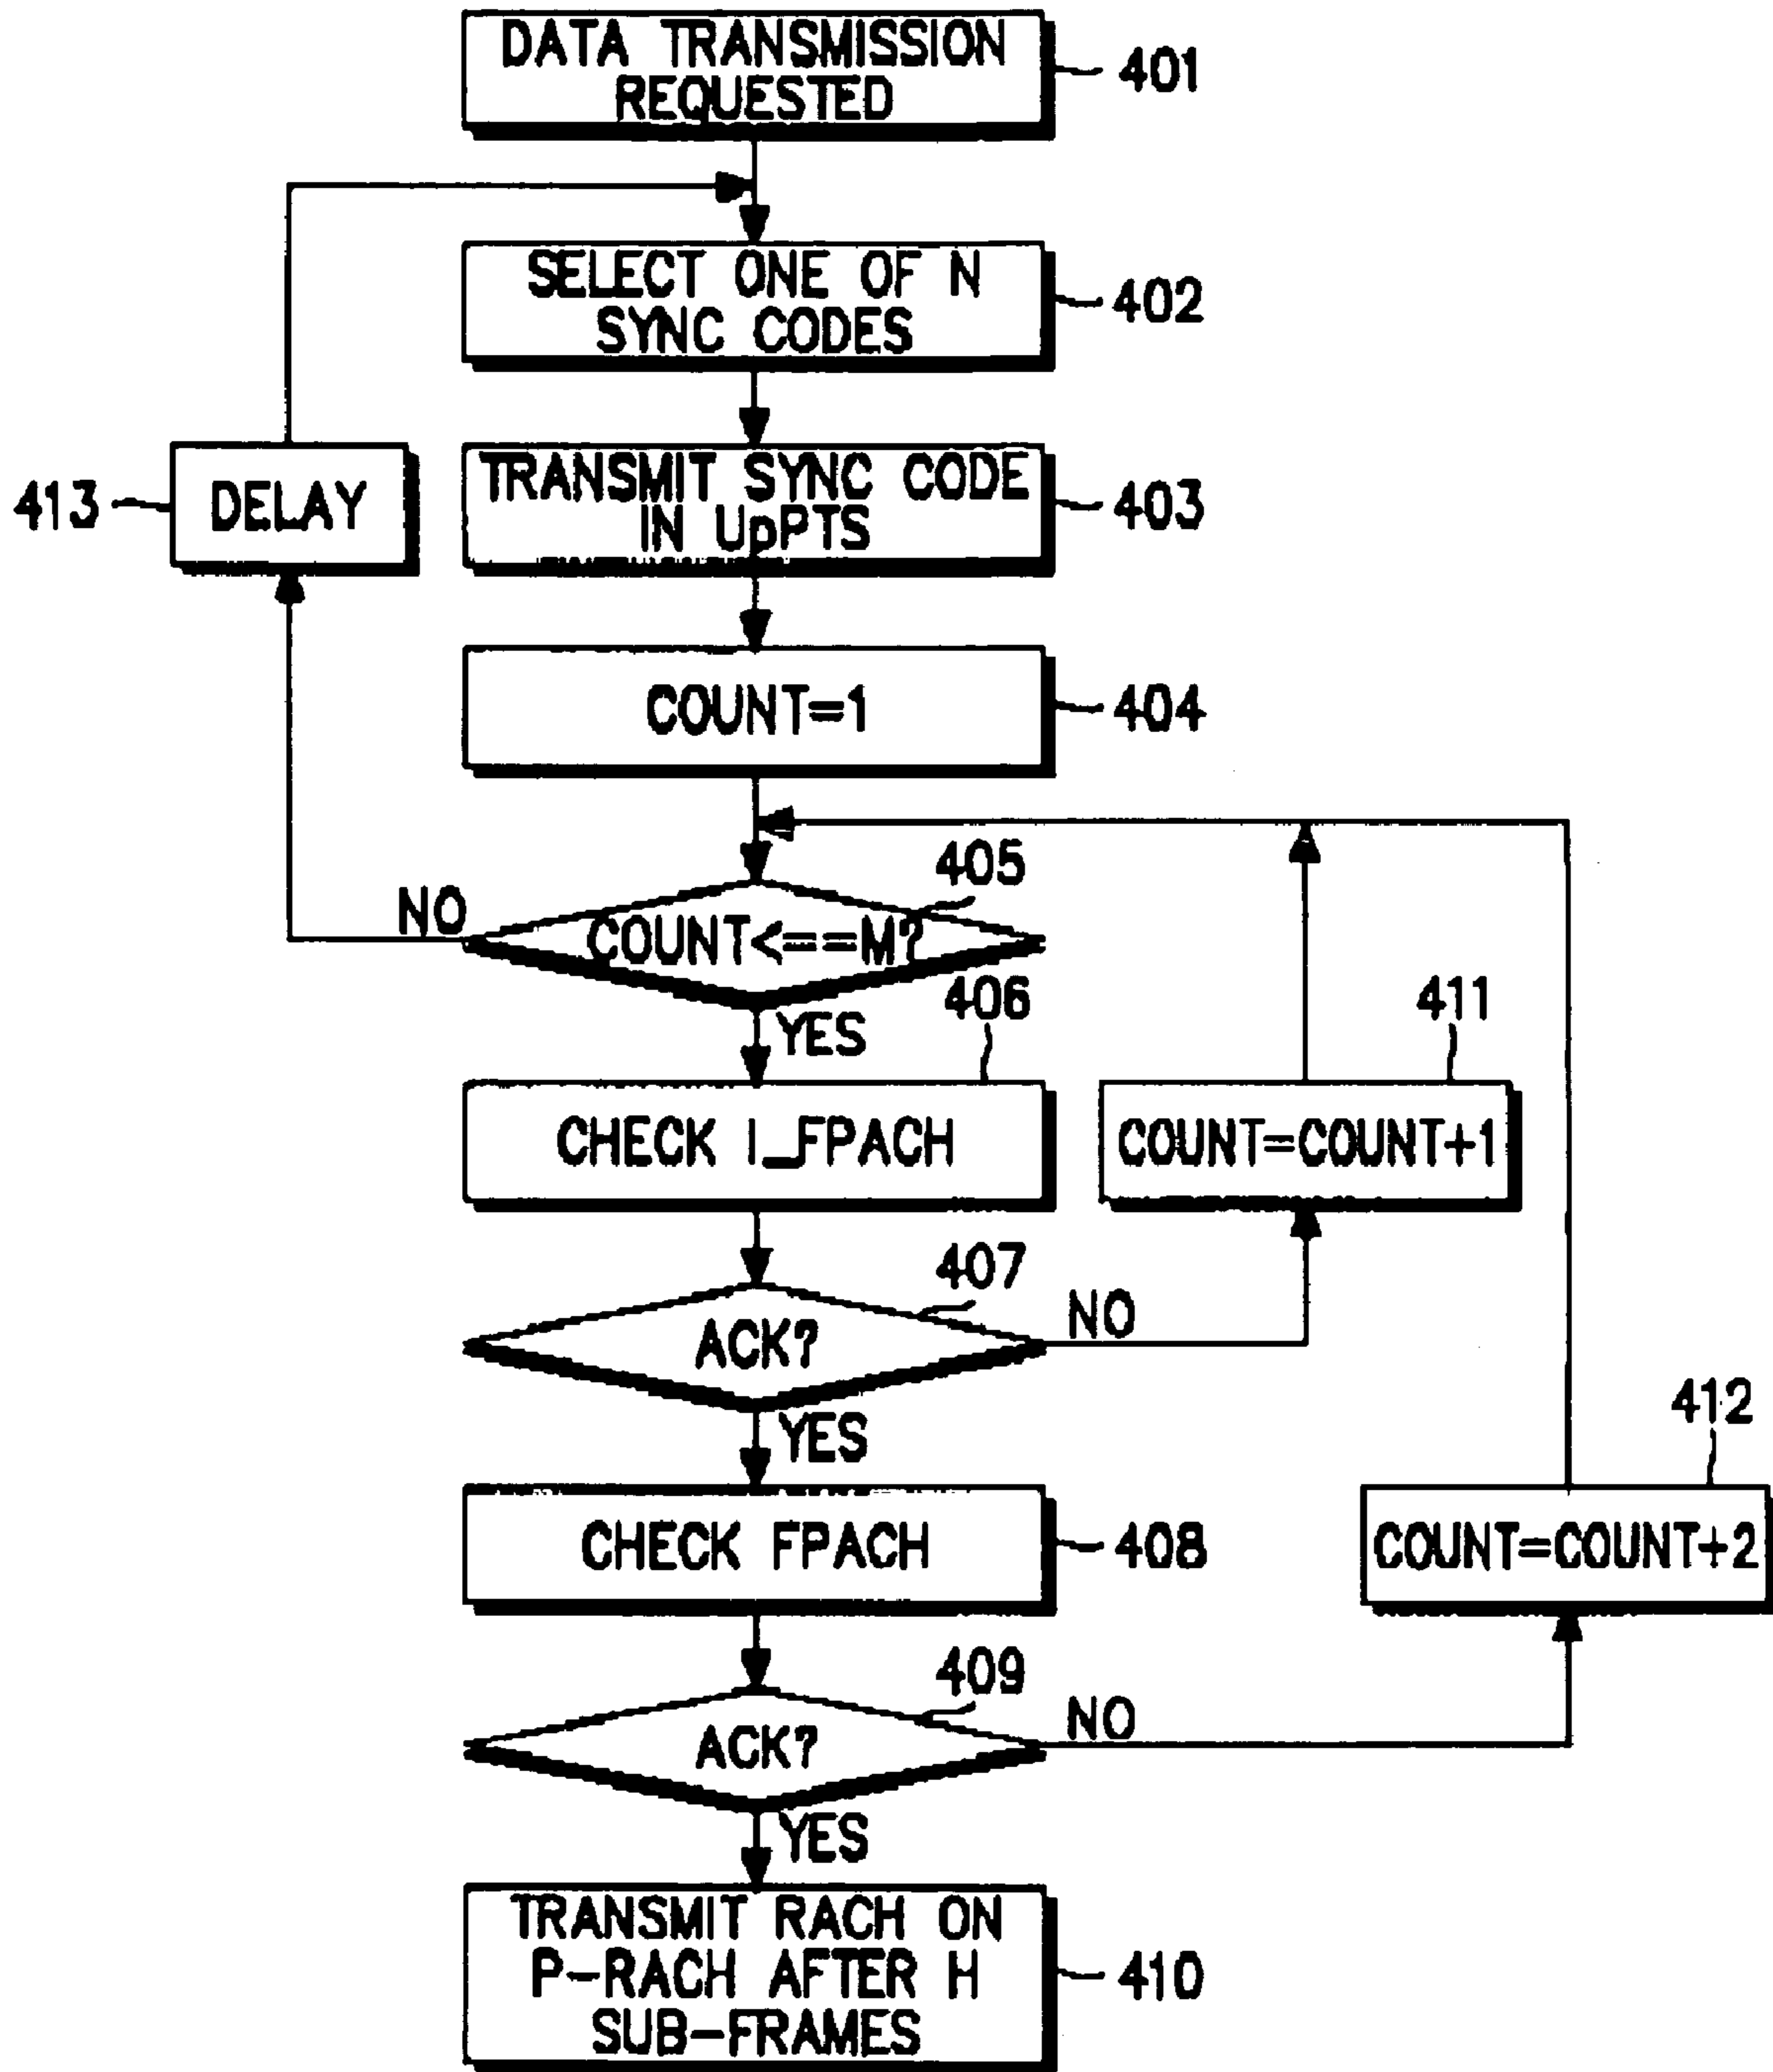 DATA TRANSMISSION
REQUESTED
401
SELECT ONE OF N
SYNC CODES
402
413
DELAY
TRANSMIT SYNC CODE
IN UpPTS
403
COUNT=1
404
405
NO
COUNT<==M?
YES
406
411
CHECK I_FPACH
COUNT=COUNT+1
407
ACK?
NO
YES
412
CHECK FPACH
408
COUNT=COUNT+2
409
ACK?
NO
YES
TRANSMIT RACH ON
P-RACH AFTER H
SUB-FRAMES
410